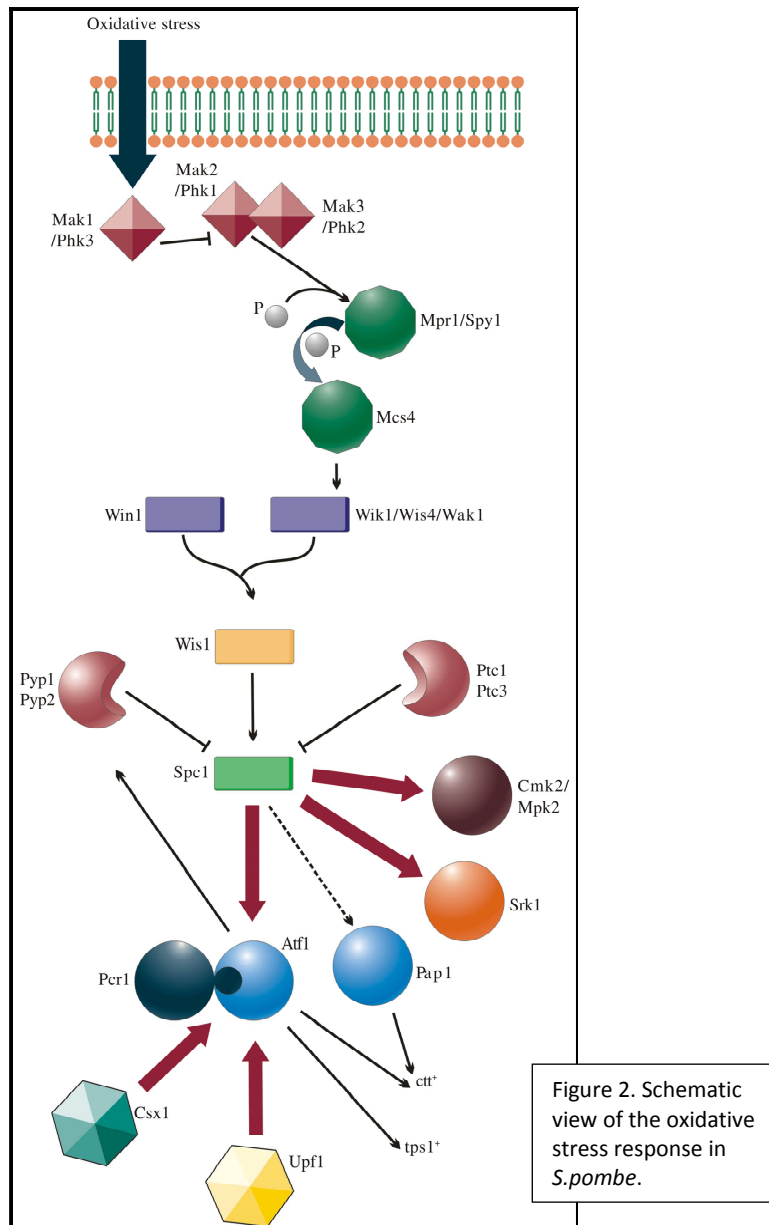 Oxidative stress
Mak2
/Phk1
Mak1
/Phk3
Mak3
/Phk2
P
Mpr1/Spy1
P
Mcs4
Win1
Wik1/Wis4/Wak1
Wis1
Pyp1
Pyp2
Ptc1
Ptc3
Spc1
Cmk2/
Mpk2
Srk1
Atf1
Pcr1
Pap1
ctt⁺
Csx1
tps1⁺
Upf1
Figure 2. Schematic
view of the oxidative
stress response in
S.pombe.